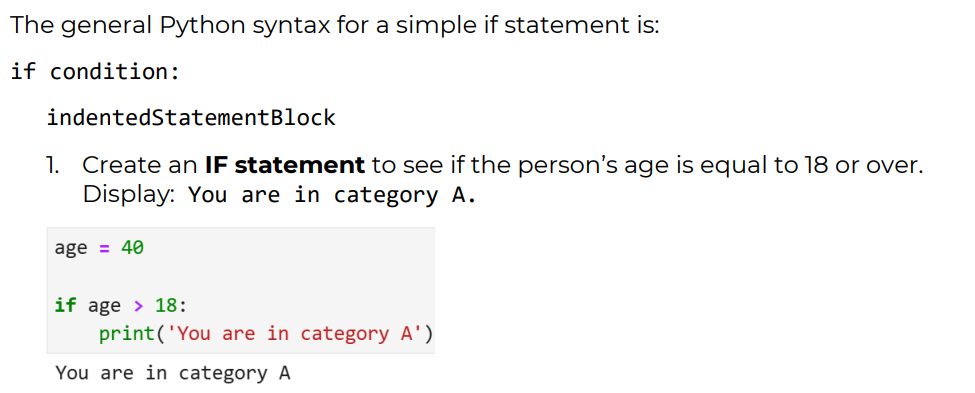 The general Python syntax for a simple if statement is:
if condition:
indentedStatementBlock
1. Create an IF statement to see if the person's age is equal to 18 or over.
Display: You are in category A.
age = 40
if age > 18:
print('You are in category A')
You are in category A